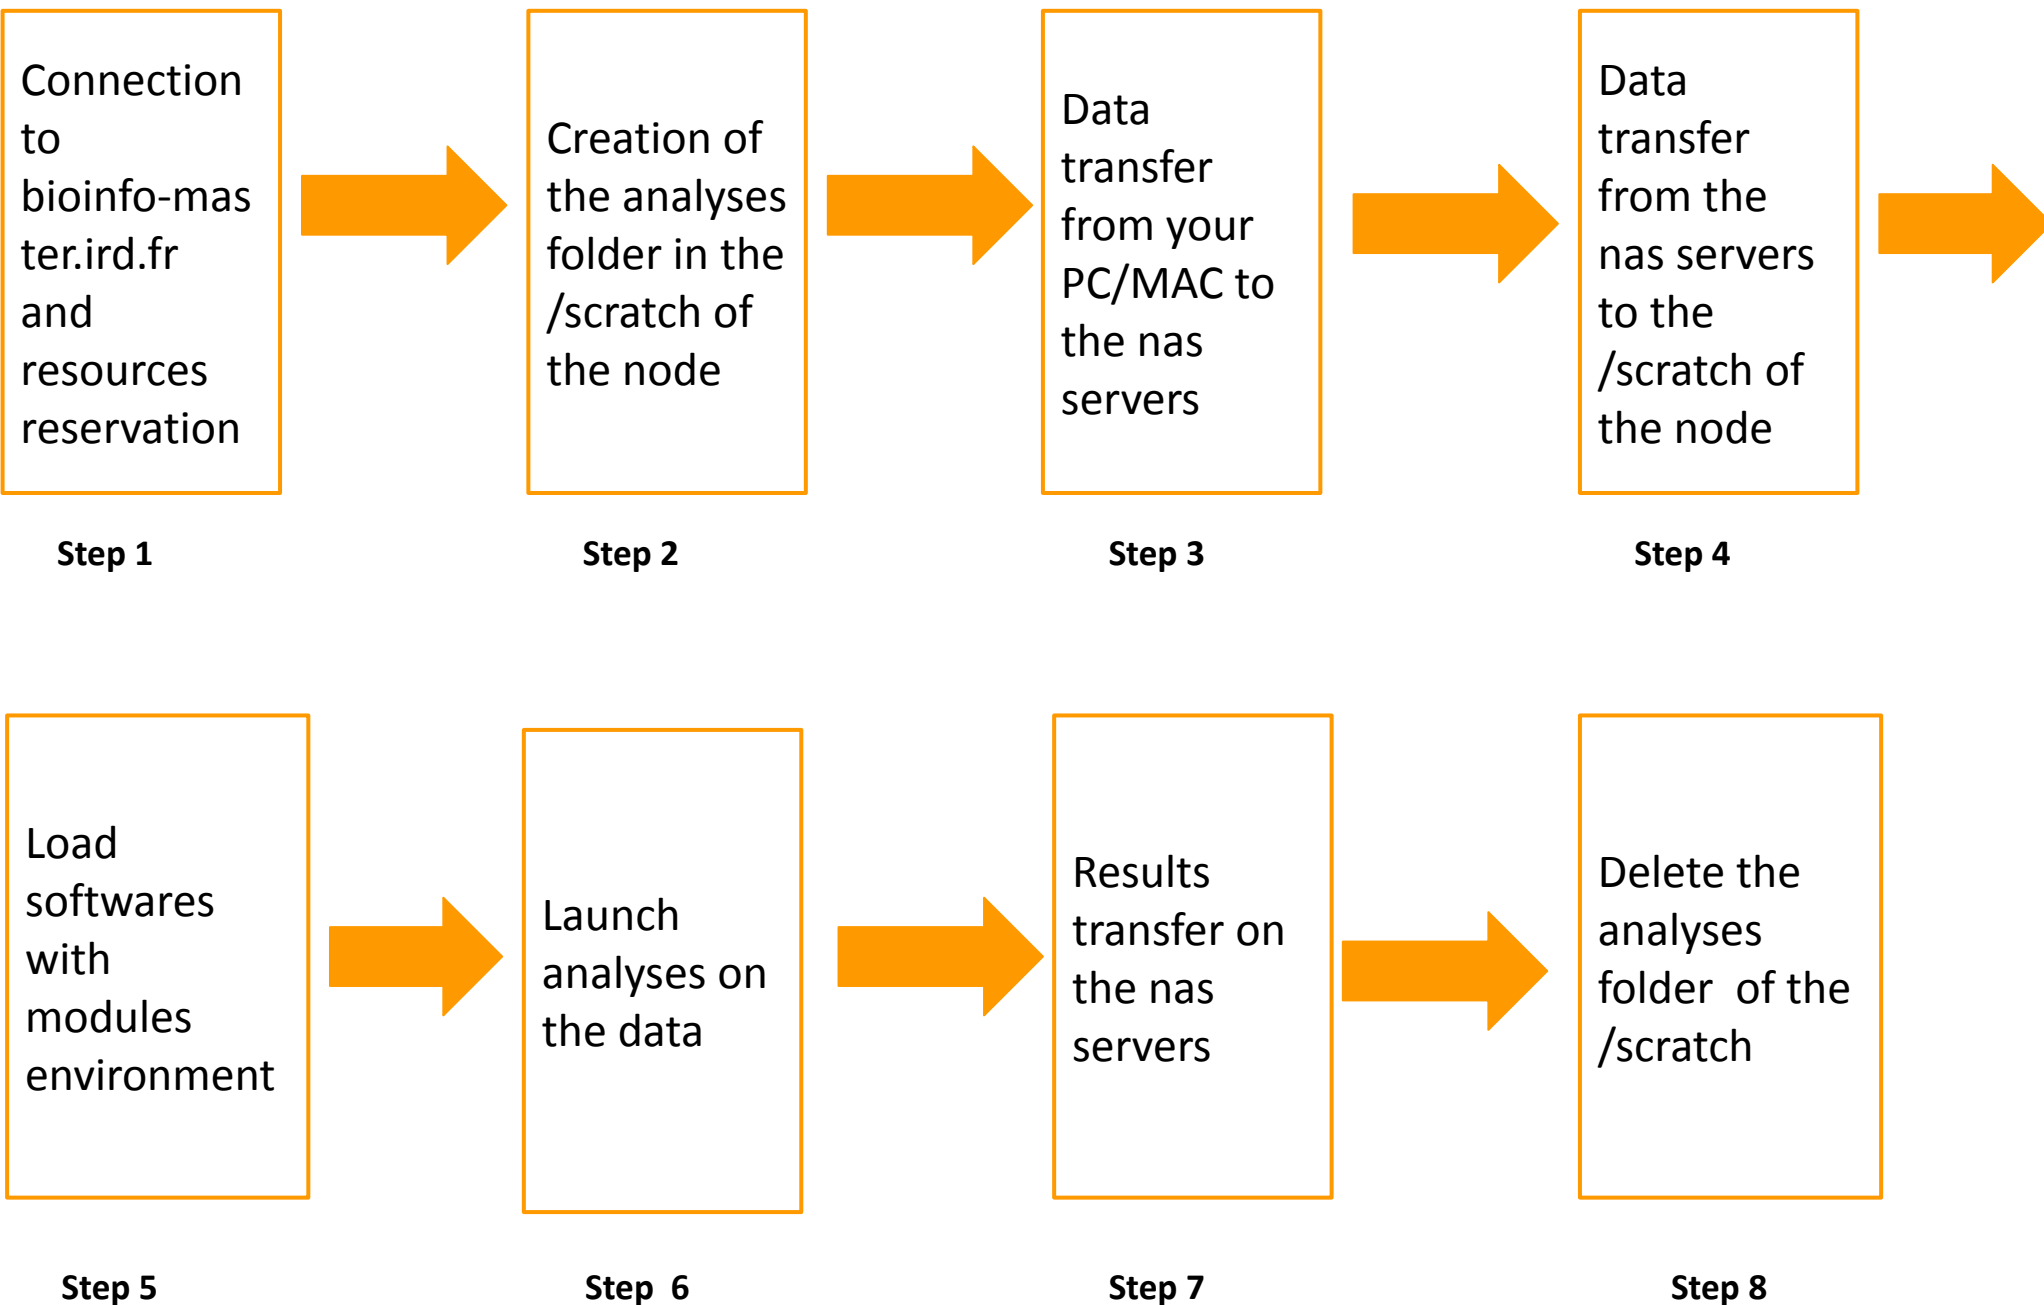 Connection
to
bioinfo-mas
ter.ird.fr
and
resources
reservation
Creation of
the analyses
folder in the
/scratch of
the node
Data
transfer
from your
PC/MAC to
the nas
servers
Data
transfer
from the
nas servers
to the
/scratch of
the node
Step 1
Step 2
Step 3
Step 4
Load
softwares
with
modules
environment
Launch
analyses on
the data
Results
transfer on
the nas
servers
Delete the
analyses
folder  of the
/scratch
Step 5
Step  6
Step 7
Step 8